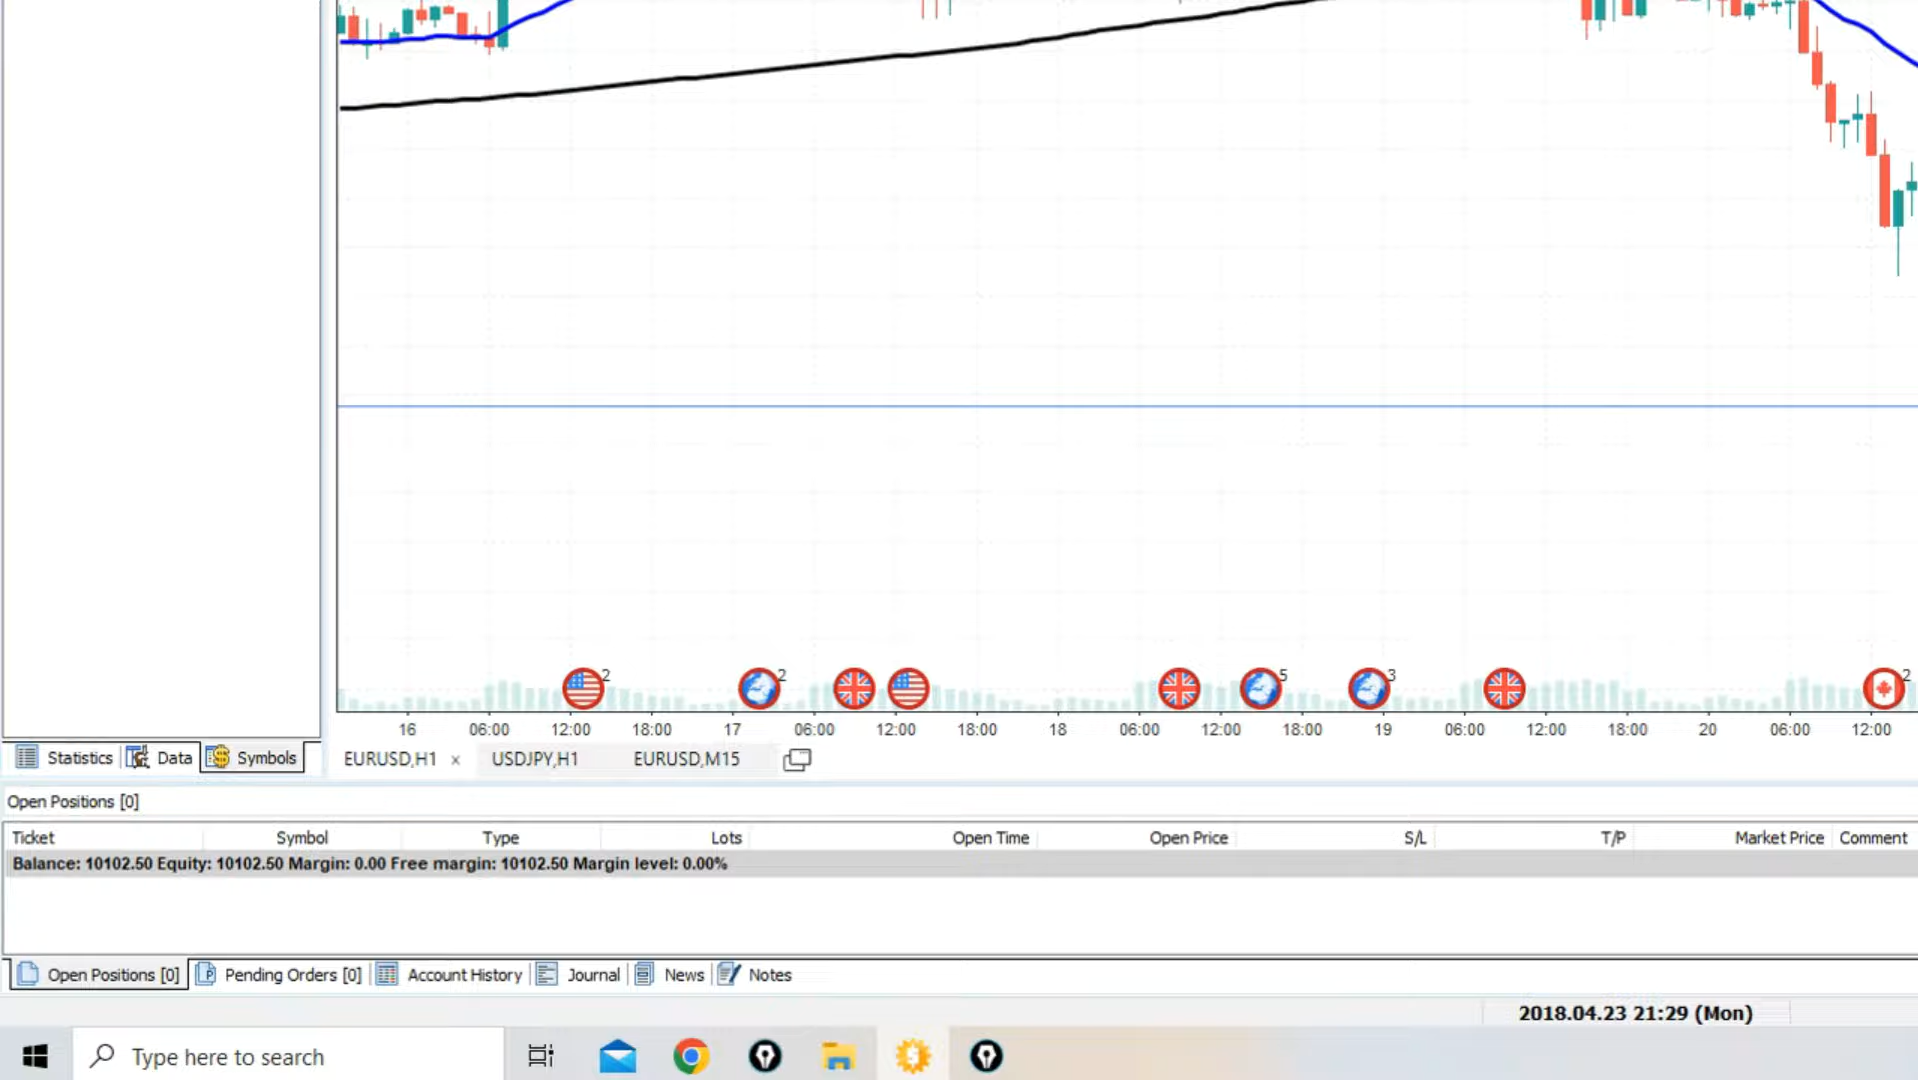 2
2
5
3
2
16 06:00 12:00 18:00 17 06:00 12:00 18:00 18 06:00 12:00 18:00 19 06:00 12:00 18:00 20 06:00 12:00
Statistics Data Symbols EURUSD,H1 × USDJPY,H1 EURUSD,M15
Open Positions [0]
Ticket Symbol Type Lots Open Time Open Price S/L T/P Market Price Comment
Balance: 10102.50 Equity: 10102.50 Margin: 0.00 Free margin: 10102.50 Margin level: 0.00%
Open Positions [0] Pending Orders [0] Account History Journal News Notes
2018.04.23 21:29 (Mon)
Type here to search